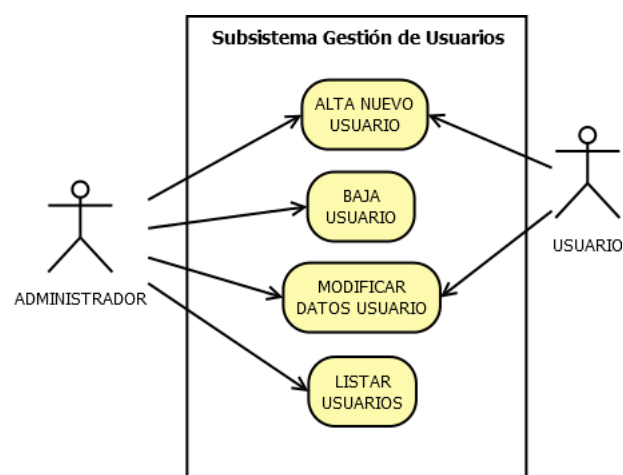 Subsistema Gestión de Usuarios
ALTA NUEVO
USUARIO
BAJA
USUARIO
MODIFICAR
DATOS USUARIO
LISTAR
USUARIOS
ADMINISTRADOR
USUARIO